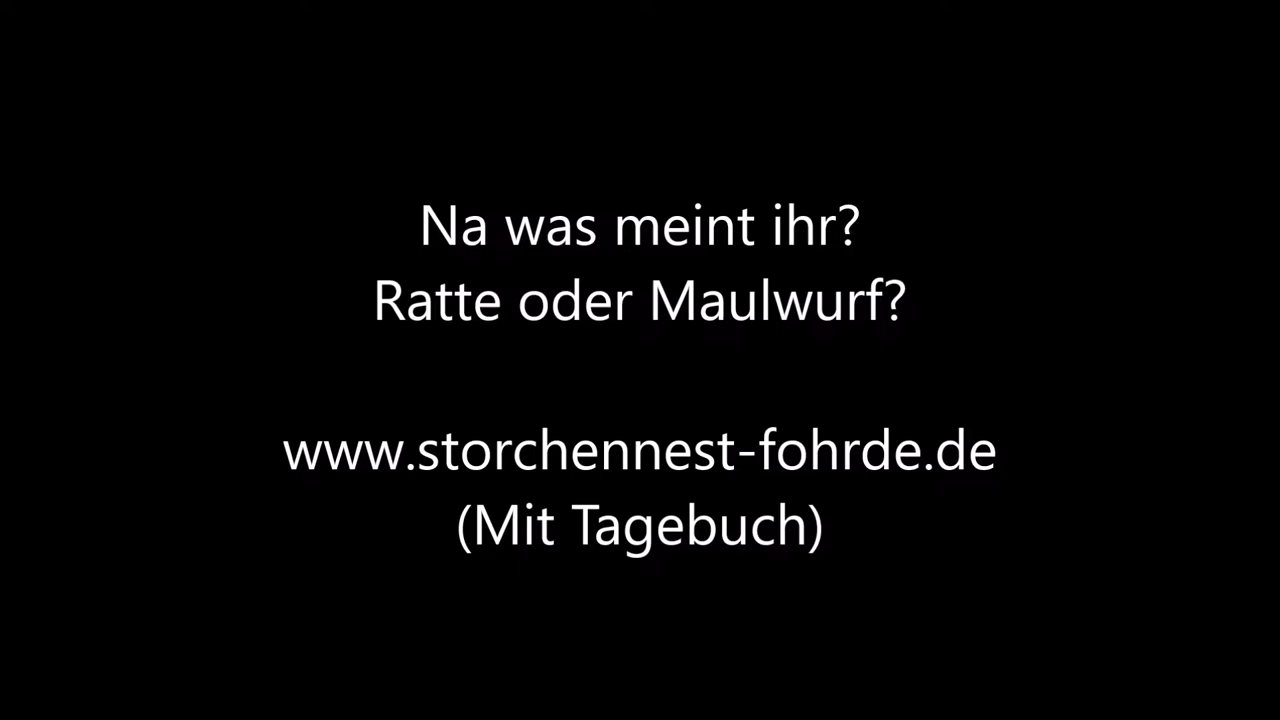 Na was meint ihr?
Ratte oder Maulwurf?
www.storchennest-fohrde.de
(Mit Tagebuch)